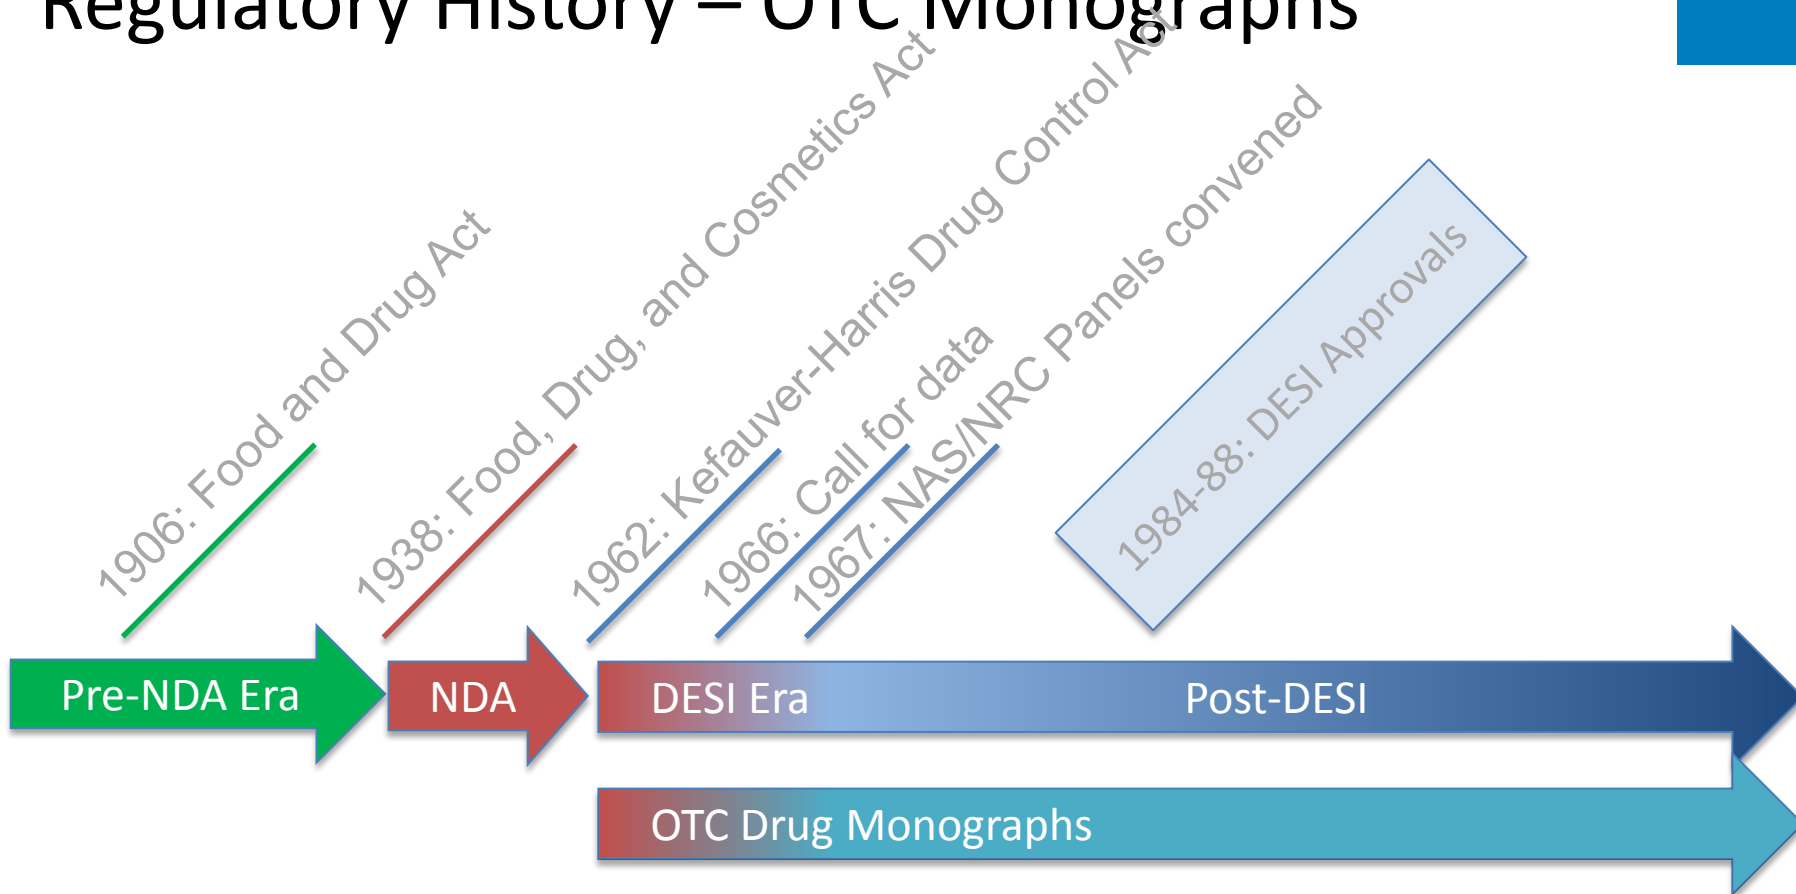 Regulatory History – OTC Monographs
1906: Food and Drug Act
1938: Food, Drug, and Cosmetics Act
1962: Kefauver-Harris Drug Control Act
1966: Call for data
1967: NAS/NRC Panels convened
1984-88: DESI Approvals
Pre-NDA Era
NDA
DESI Era
Post-DESI
OTC Drug Monographs